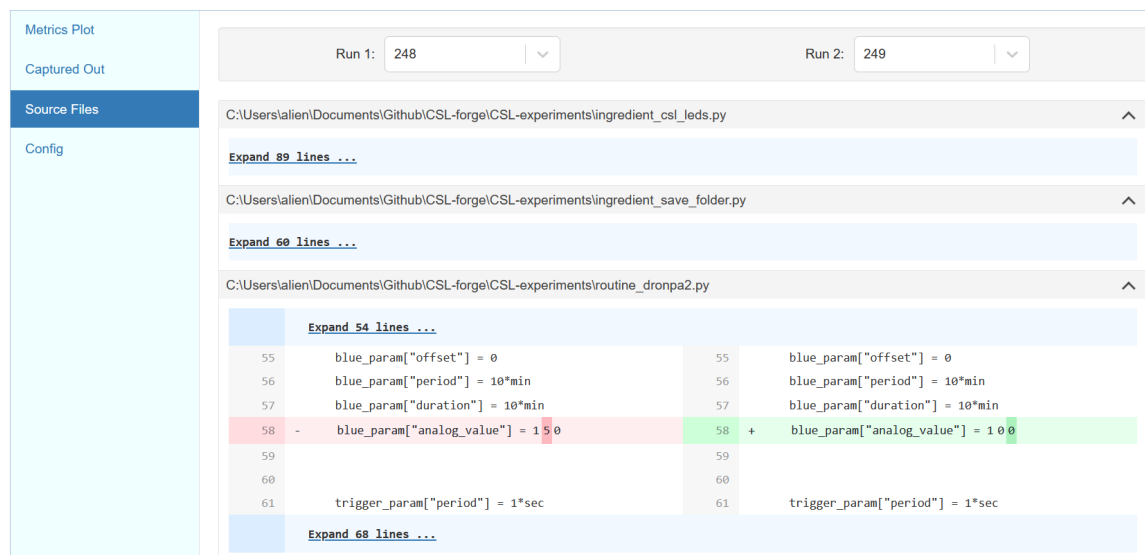 Metrics Plot
Captured Out
Source Files
Config
Run 1: 248
Run 2: 249
C:\Users\alien\Documents\Github\CSL-forge\CSL-experiments\ingredient_csl_leds.py
Expand 89 lines ...
C:\Users\alien\Documents\Github\CSL-forge\CSL-experiments\ingredient_save_folder.py
Expand 60 lines ...
C:\Users\alien\Documents\Github\CSL-forge\CSL-experiments\routine_dronpa2.py
Expand 54 lines ...
55 blue_param["offset"] = 0 55 blue_param["offset"] = 0
56 blue_param["period"] = 10*min 56 blue_param["period"] = 10*min
57 blue_param["duration"] = 10*min 57 blue_param["duration"] = 10*min
58 - blue_param["analog_value"] = 150 58 + blue_param["analog_value"] = 100
59 59
60 60
61 trigger_param["period"] = 1*sec 61 trigger_param["period"] = 1*sec
Expand 68 lines ...